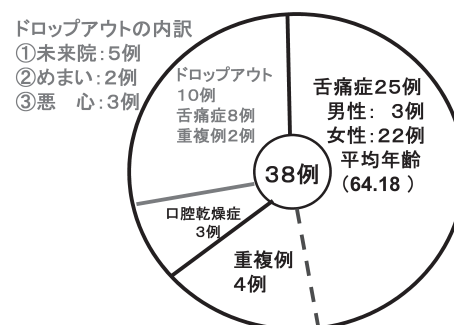 ドロップアウトの内訳
①未来院:5例
②めまい:2例
③悪 心:3例
ドロップアウト
10例
舌痛症8例
重複例2例
舌痛症25例
男性: 3例
女性:22例
平均年齢
(64.18 )
38例
口腔乾燥症
3例
重複例
4例